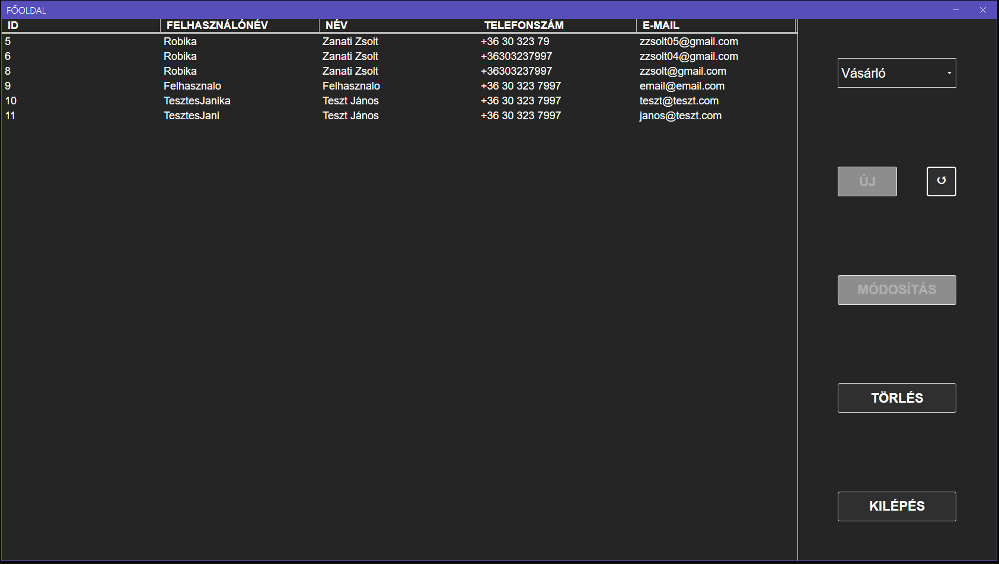 FŐOLDAL
ID FELHASZNÁLÓNÉV NÉV TELEFONSZÁM E-MAIL
5 Robika Zanati Zsolt +36 30 323 79 zzsolt05@gmail.com
6 Robika Zanati Zsolt +36303237997 zzsolt04@gmail.com
8 Robika Zanati Zsolt +36303237997 zzsolt@gmail.com
9 Felhasznalo Felhasznalo +36 30 323 7997 email@email.com
10 TesztesJanika Teszt János +36 30 323 7997 teszt@teszt.com
11 TesztesJani Teszt János +36 30 323 7997 janos@teszt.com
Vásárló
ÚJ ↺
MÓDOSÍTÁS
TÖRLÉS
KILÉPÉS